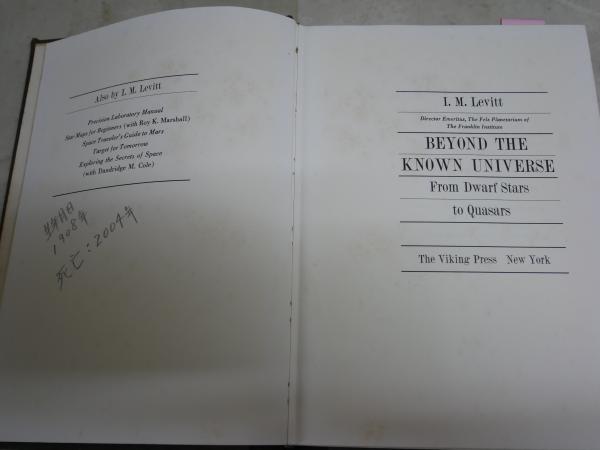 Also by I. M. Levitt
Precision Laboratory Manual
Star Maps for Beginners (with Roy K. Marshall)
Space Traveler's Guide to Mars
Target for Tomorrow
Exploring the Secrets of Space
(with Dandridge M. Cole)
生年月日
1908年
死亡:2004年
I. M. Levitt
Director Emeritus, The Fels Planetarium of
The Franklin Institute
BEYOND THE
KNOWN UNIVERSE
From Dwarf Stars
to Quasars
The Viking Press New York